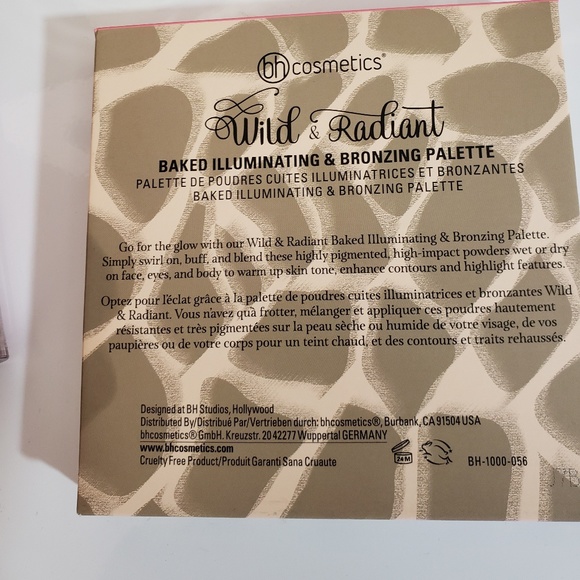 bhcosmetics®
Wild & Radiant
BAKED ILLUMINATING & BRONZING PALETTE
PALETTE DE POUDRES CUITES ILLUMINATRICES ET BRONZANTES
BAKED ILLUMINATING & BRONZING PALETTE
Go for the glow with our Wild & Radiant Baked Illuminating & Bronzing Palette.
Simply swirl on, buff, and blend these highly pigmented, high-impact powders wet or dry
on face, eyes, and body to warm up skin tone, enhance contours and highlight features.
Optez pour l'éclat grâce à la palette de poudres cuites illuminatrices et bronzantes Wild
& Radiant. Vous n'avez qu'à frotter, mélanger et appliquer ces poudres hautement
résistantes et très pigmentées sur la peau sèche ou humide de votre visage, de vos
paupières ou de votre corps pour un teint chaud, et des contours et traits rehaussés.
Designed at BH Studios, Hollywood
Distributed By/Distribué Par/Vertrieben durch: bhcosmetics®, Burbank, CA 91504 USA
bhcosmetics® GmbH. Kreuzstr. 20 42277 Wuppertal GERMANY
www.bhcosmetics.com
Cruelty Free Product/Produit Garanti Sana Cruaute
24M
BH-1000-056